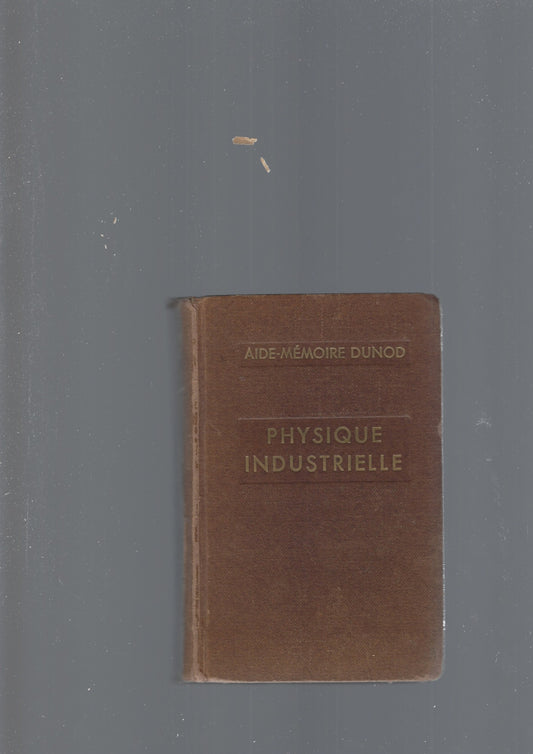 AIDE-MÉMOIRE DUNOD
PHYSIQUE
INDUSTRIELLE